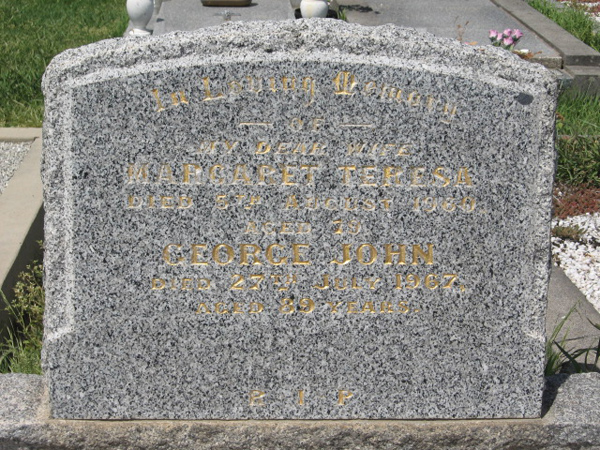 In Loving Memory
— OF —
MY DEAR WIFE
MARGARET TERESA
DIED 5TH AUGUST 1960.
AGED 79
GEORGE JOHN
DIED 27TH JULY 1967.
AGED 89 YEARS.
R I P